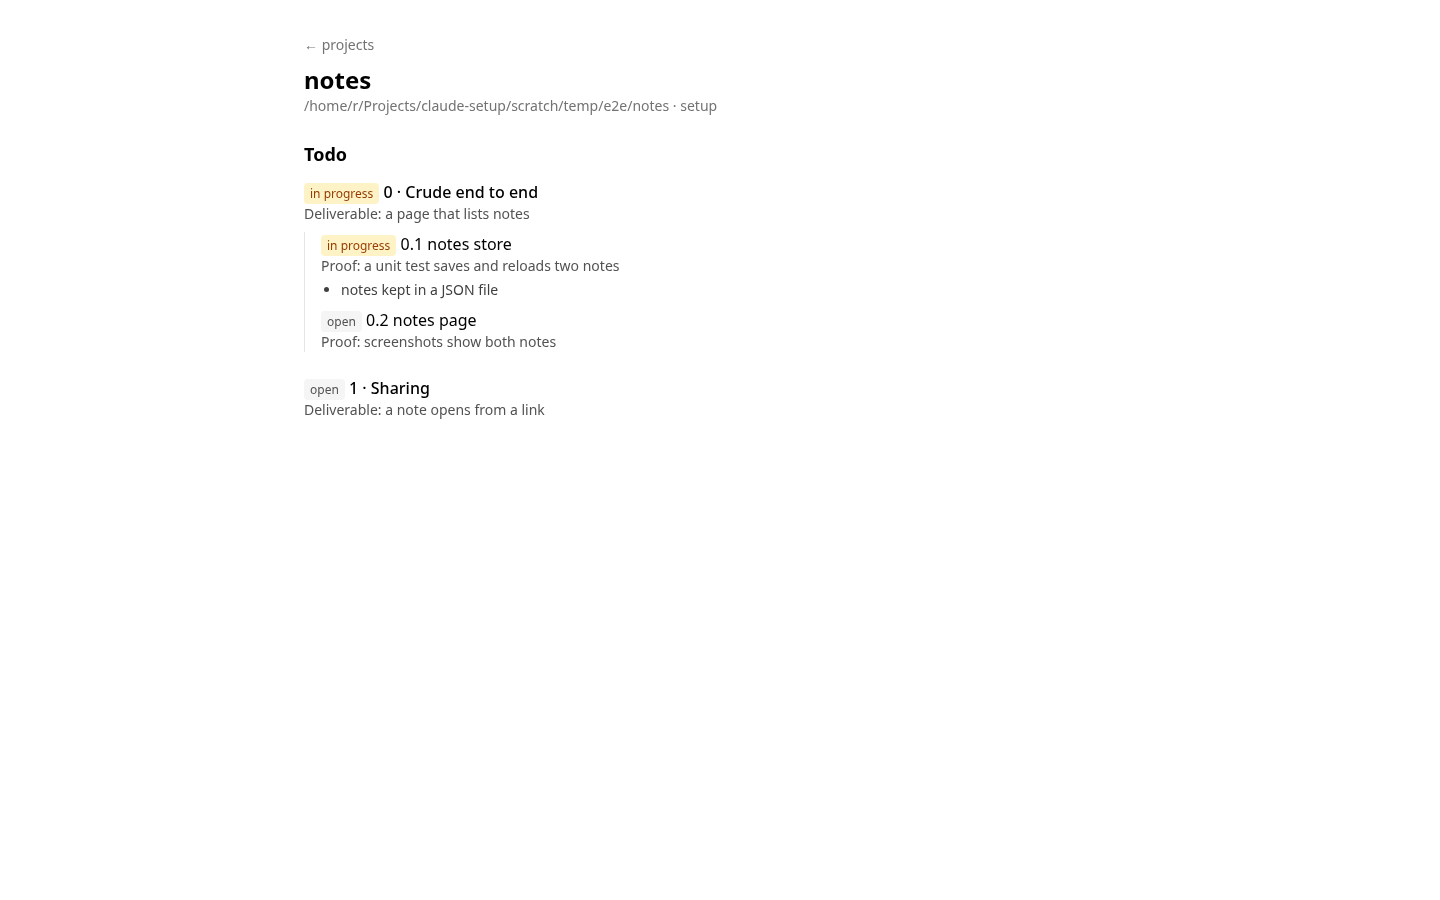 ← projects
notes
/home/r/Projects/claude-setup/scratch/temp/e2e/notes · setup
Todo
in progress 0 · Crude end to end
Deliverable: a page that lists notes
in progress 0.1 notes store
Proof: a unit test saves and reloads two notes
• notes kept in a JSON file
open 0.2 notes page
Proof: screenshots show both notes
open 1 · Sharing
Deliverable: a note opens from a link